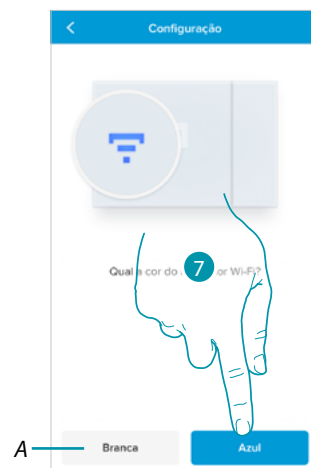 Configuração
Qual a cor do or Wi-Fi?
7
A
Branca
Azul